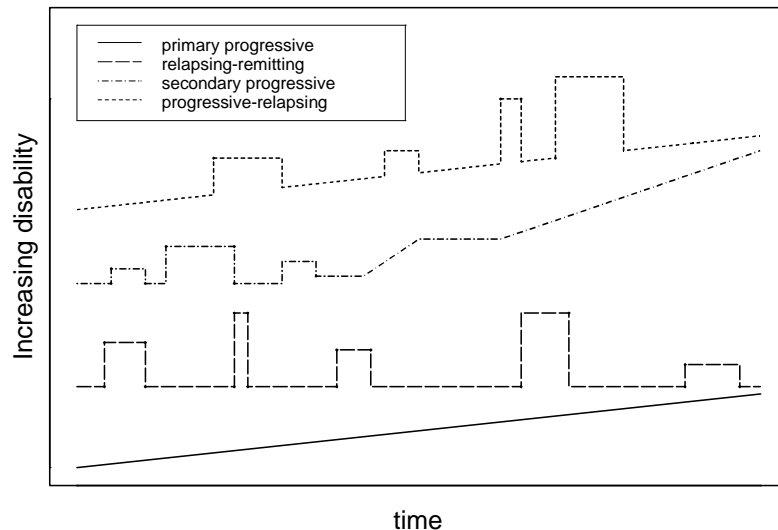 primary progressive
relapsing-remitting
secondary progressive
progressive-relapsing
Increasing disability
time